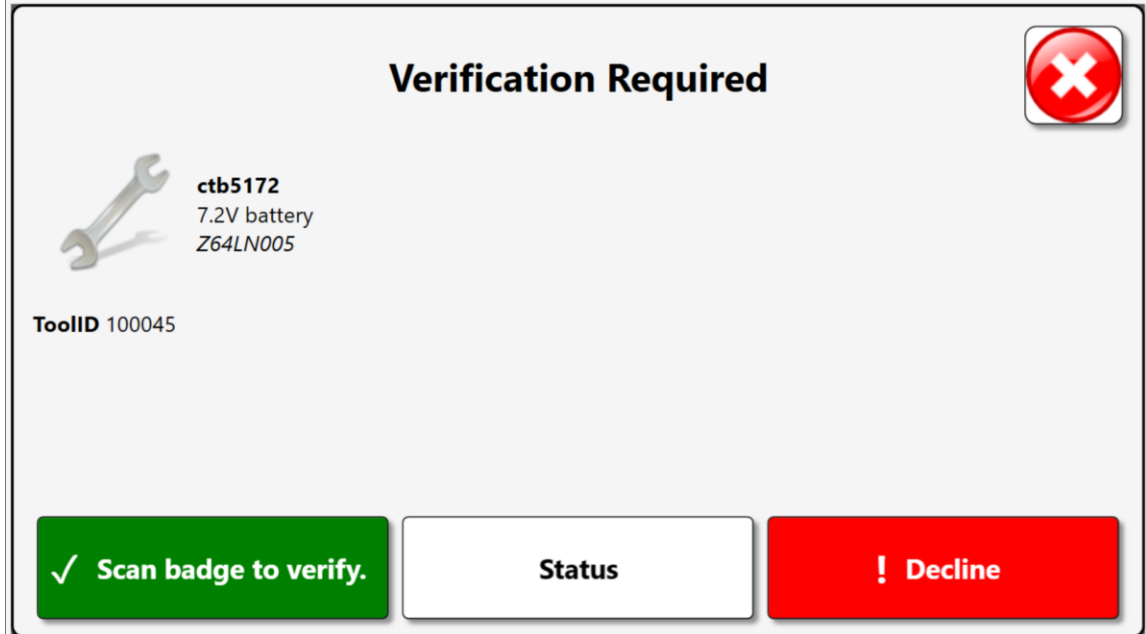 Verification Required
ctb5172
7.2V battery
Z64LN005
ToolID 100045
✓ Scan badge to verify.
Status
! Decline